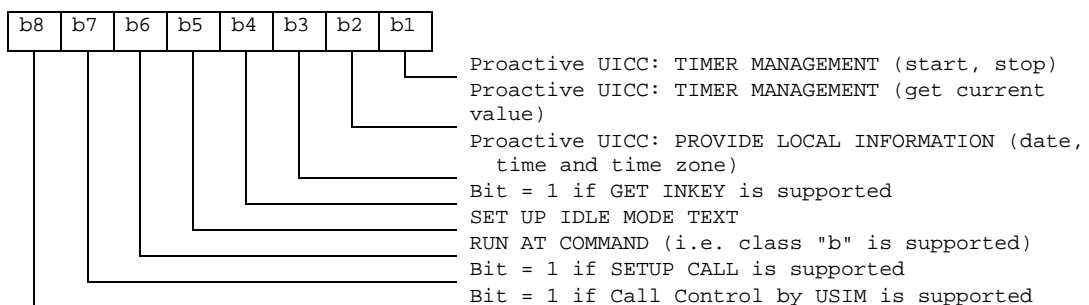 b8 b7 b6 b5 b4 b3 b2 b1
Proactive UICC: TIMER MANAGEMENT (start, stop)
Proactive UICC: TIMER MANAGEMENT (get current
value)
Proactive UICC: PROVIDE LOCAL INFORMATION (date,
time and time zone)
Bit = 1 if GET INKEY is supported
SET UP IDLE MODE TEXT
RUN AT COMMAND (i.e. class "b" is supported)
Bit = 1 if SETUP CALL is supported
Bit = 1 if Call Control by USIM is supported